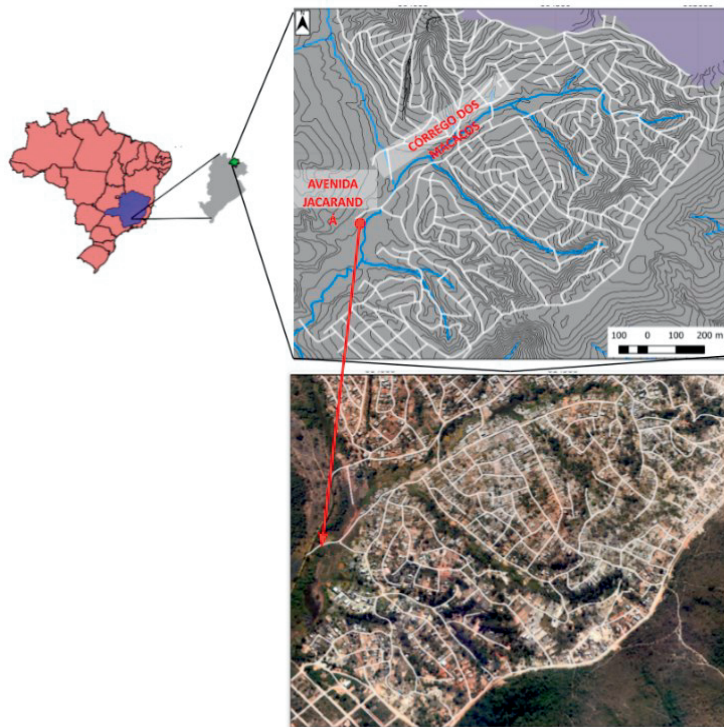 CÓRREGO DOS
MACACOS
AVENIDA
JACARAND
Á
100 0 100 200 m